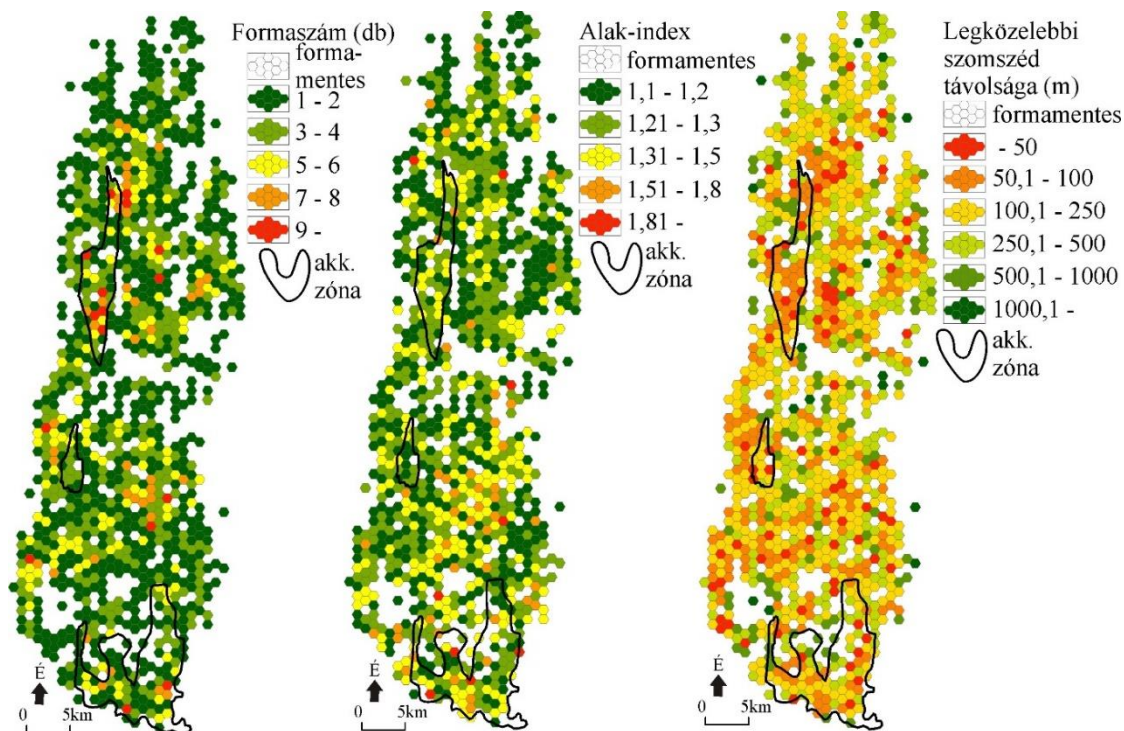 Formaszám (db)
forma-
mentes
1 - 2
3 - 4
5 - 6
7 - 8
9 -
akk.
zóna
É
0 5km
Alak-index
formamentes
1,1 - 1,2
1,21 - 1,3
1,31 - 1,5
1,51 - 1,8
1,81 -
akk.
zóna
É
0 5km
Legközelebbi
szomszéd
távolsága (m)
formamentes
- 50
50,1 - 100
100,1 - 250
250,1 - 500
500,1 - 1000
1000,1 -
akk.
zóna
É
0 5km